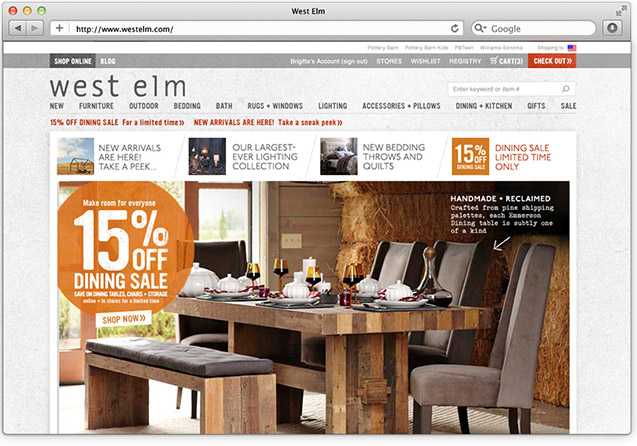 West Elm
http://www.westelm.com/
Google
Pottery Barn Pottery Barn Kids PBTeen Williams-Sonoma Shipping to
SHOP ONLINE BLOG Brigitte's Account (sign out) STORES WISHLIST REGISTRY CART(3) CHECK OUT »
west elm
Enter keyword or item #
NEW FURNITURE OUTDOOR BEDDING BATH RUGS + WINDOWS LIGHTING ACCESSORIES + PILLOWS DINING + KITCHEN GIFTS SALE
15% OFF DINING SALE For a limited time » NEW ARRIVALS ARE HERE! Take a sneak peek »
NEW ARRIVALS
ARE HERE!
TAKE A PEEK...
OUR LARGEST-
EVER LIGHTING
COLLECTION
NEW BEDDING
THROWS AND
QUILTS
15% OFF
DINING
SALE
DINING SALE
LIMITED TIME
ONLY
Make room for everyone
15%
OFF
DINING SALE
SAVE ON DINING TABLES, CHAIRS + STORAGE
online + in stores for a limited time
SHOP NOW »
HANDMADE + RECLAIMED
Crafted from pine shipping
palettes, each Emmerson
Dining table is subtly one
of a kind